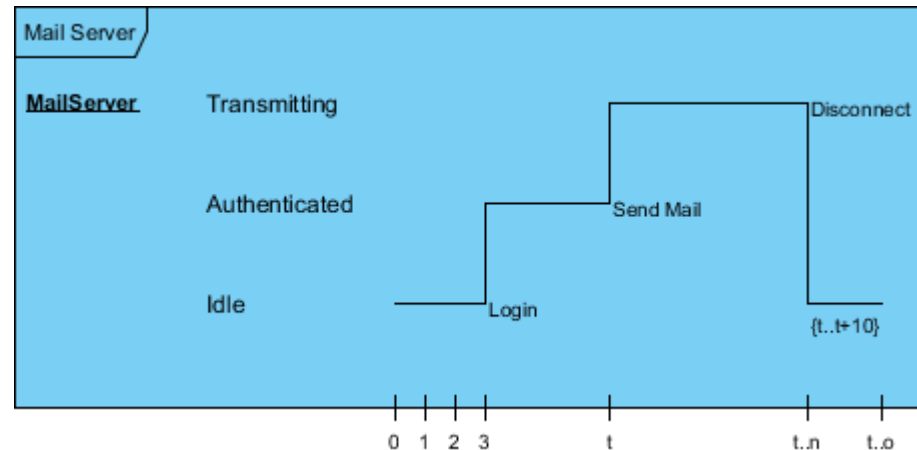 Mail Server
MailServer
Transmitting
Disconnect
Authenticated
Send Mail
Idle
Login
{t..t+10}
0 1 2 3 t t..n t..o